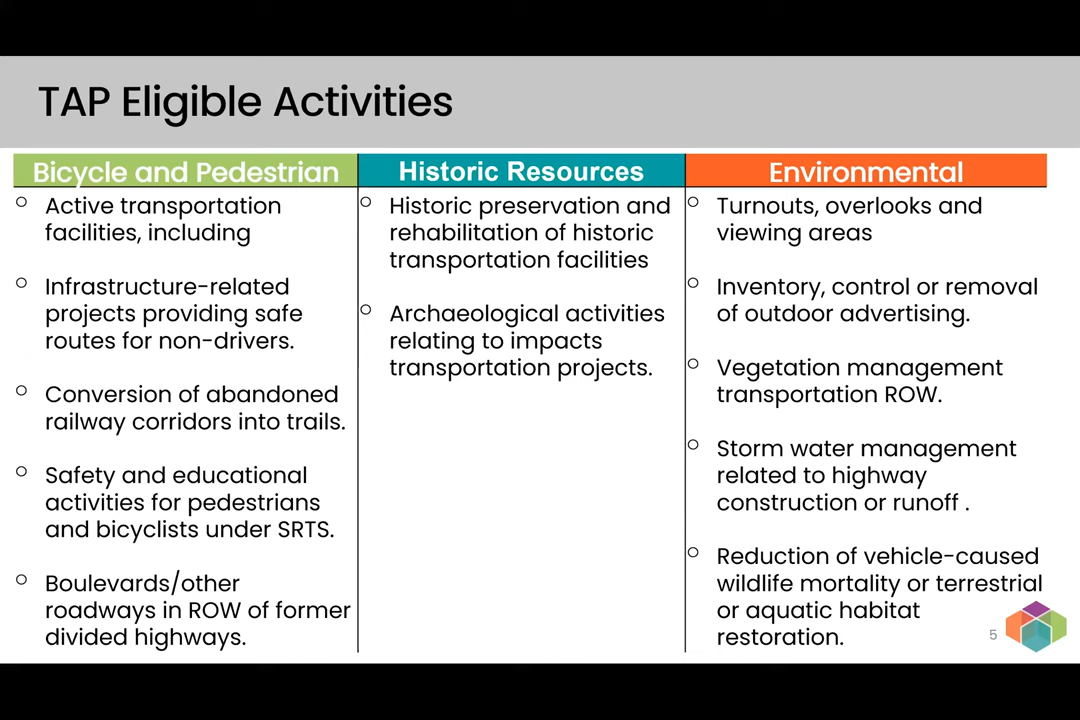 TAP Eligible Activities
Bicycle and Pedestrian
○ Active transportation
facilities, including
○ Infrastructure-related
projects providing safe
routes for non-drivers.
○ Conversion of abandoned
railway corridors into trails.
○ Safety and educational
activities for pedestrians
and bicyclists under SRTS.
○ Boulevards/other
roadways in ROW of former
divided highways.
Historic Resources
○ Historic preservation and
rehabilitation of historic
transportation facilities
○ Archaeological activities
relating to impacts
transportation projects.
Environmental
○ Turnouts, overlooks and
viewing areas
○ Inventory, control or removal
of outdoor advertising.
○ Vegetation management
transportation ROW.
○ Storm water management
related to highway
construction or runoff .
○ Reduction of vehicle-caused
wildlife mortality or terrestrial
or aquatic habitat
restoration.
5